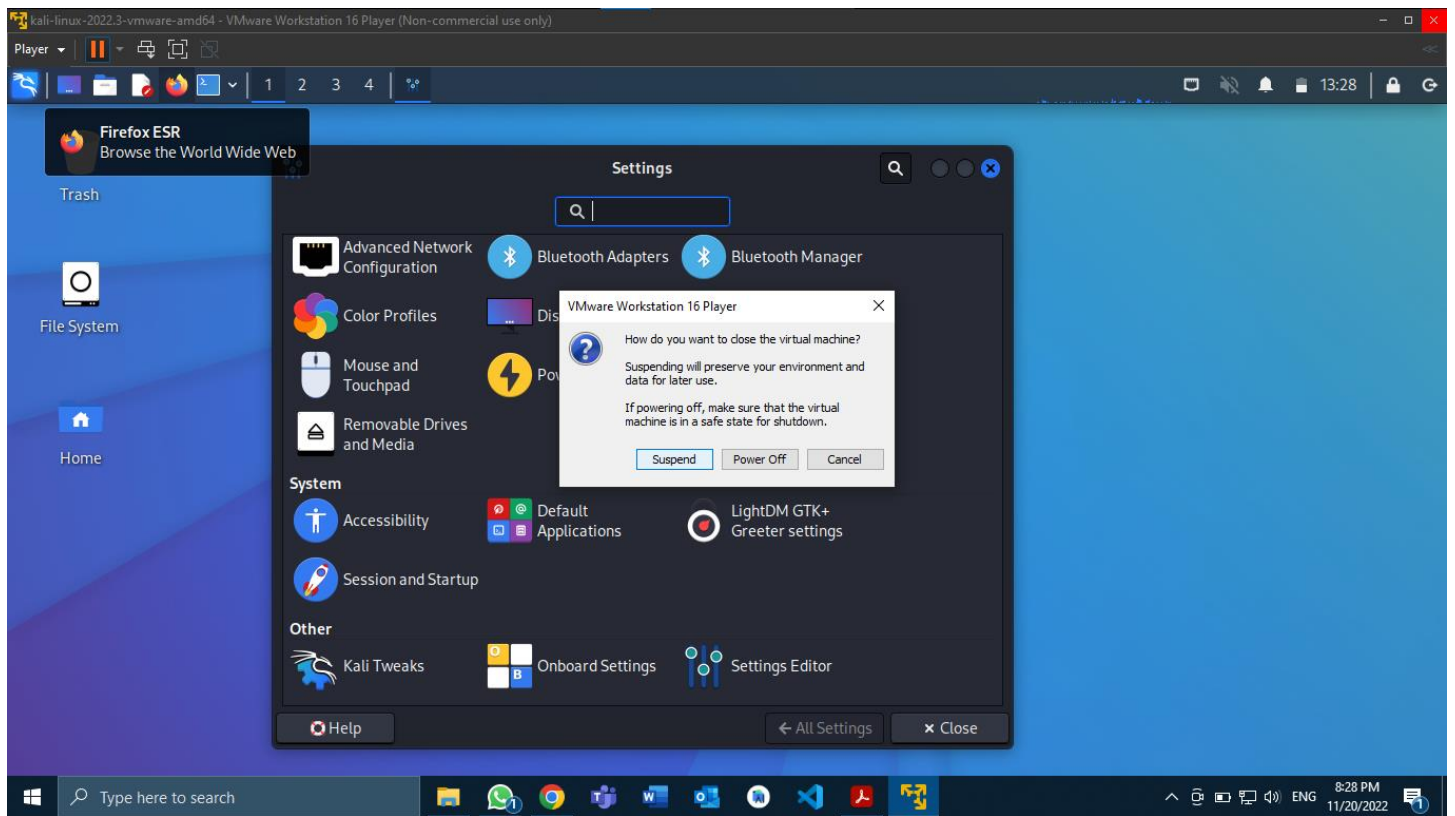 kali-linux-2022.3-vmware-amd64 - VMware Workstation 16 Player (Non-commercial use only)
Player
1 2 3 4
13:28
Firefox ESR
Browse the World Wide Web
Trash
File System
Home
Settings
Advanced Network
Configuration
Bluetooth Adapters
Bluetooth Manager
Color Profiles
Dis
Mouse and
Touchpad
Pov
Removable Drives
and Media
System
Accessibility
Default
Applications
LightDM GTK+
Greeter settings
Session and Startup
Other
Kali Tweaks
Onboard Settings
Settings Editor
Help
All Settings
Close
VMware Workstation 16 Player
How do you want to close the virtual machine?
Suspending will preserve your environment and
data for later use.
If powering off, make sure that the virtual
machine is in a safe state for shutdown.
Suspend
Power Off
Cancel
Type here to search
ENG
8:28 PM
11/20/2022